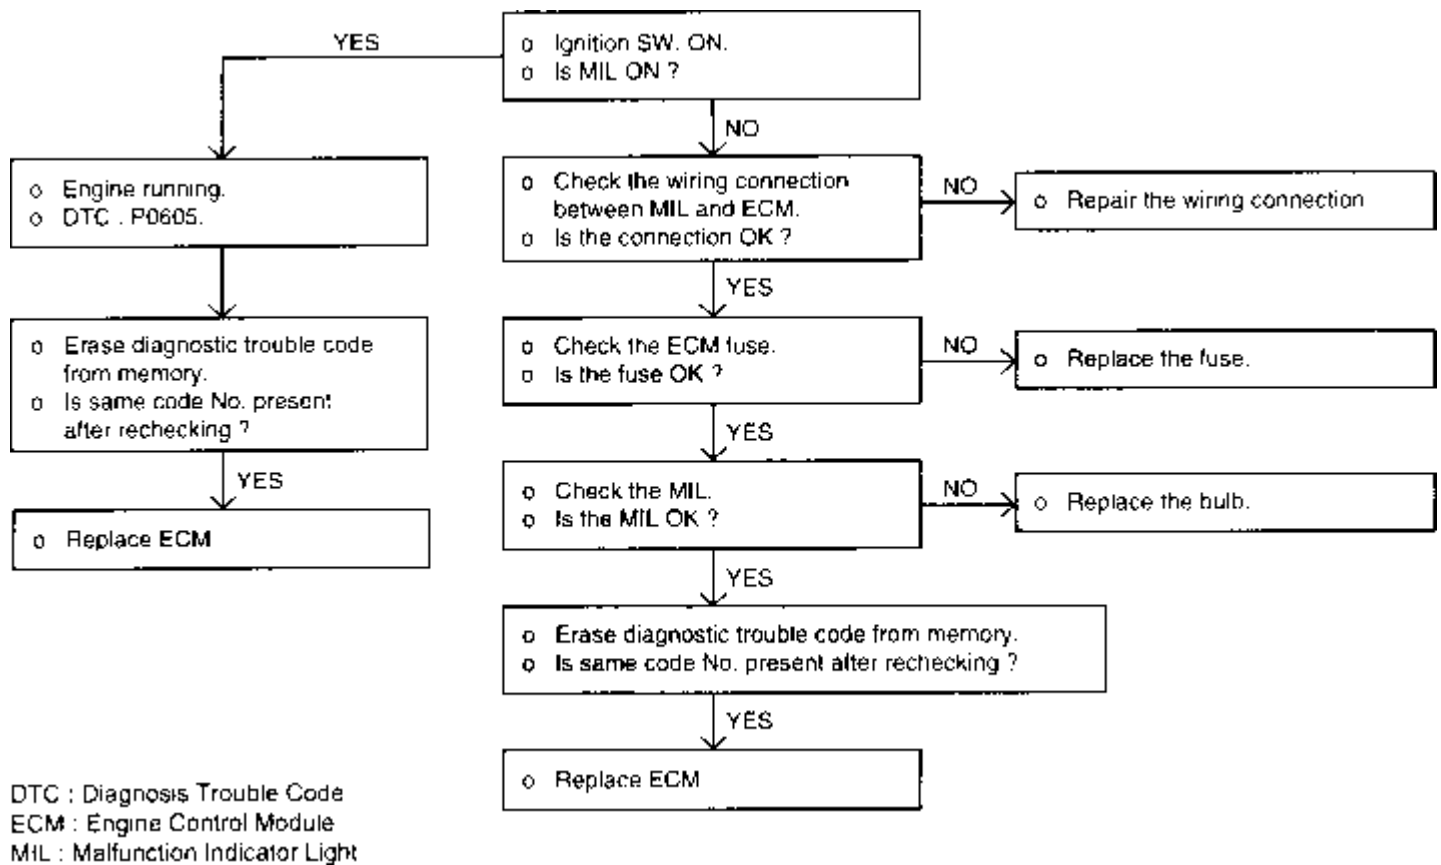 YES
o Ignition SW. ON.
o Is MIL ON ?
NO
o Engine running.
o DTC . P0605.
o Check the wiring connection
between MIL and ECM.
o Is the connection OK ?
NO
o Repair the wiring connection
YES
o Erase diagnostic trouble code
from memory.
o Is same code No. present
after rechecking ?
o Check the ECM fuse.
o Is the fuse OK ?
NO
o Replace the fuse.
YES
YES
o Replace ECM
o Check the MIL.
o Is the MIL OK ?
NO
o Replace the bulb.
YES
o Erase diagnostic trouble code from memory.
o Is same code No. present after rechecking ?
YES
o Replace ECM
DTC : Diagnosis Trouble Code
ECM : Engine Control Module
MIL : Malfunction Indicator Light